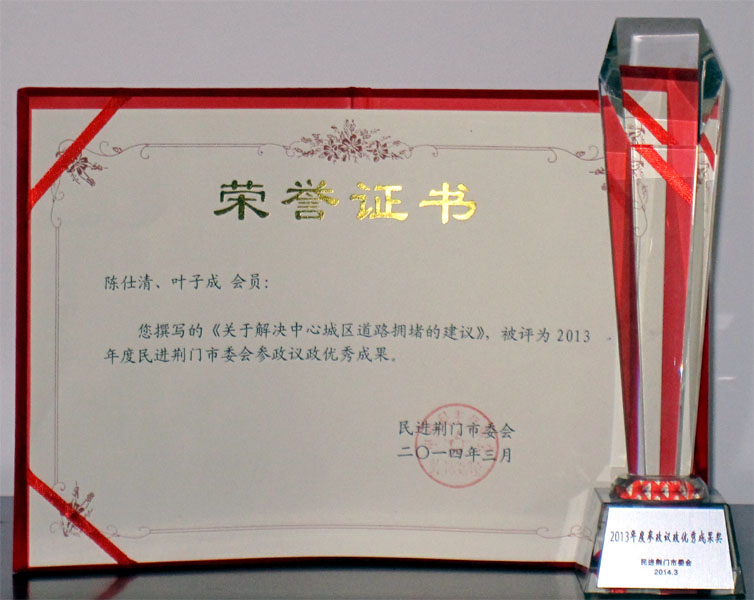 荣誉证书
陈仕清、叶子成 会员：
您撰写的《关于解决中心城区道路拥堵的建议》，被评为2013
年度民进荆门市委会参政议政优秀成果。
民进荆门市委会
二〇一四年三月
2013年度参政议政优秀成果奖
民进荆门市委会
2014.3